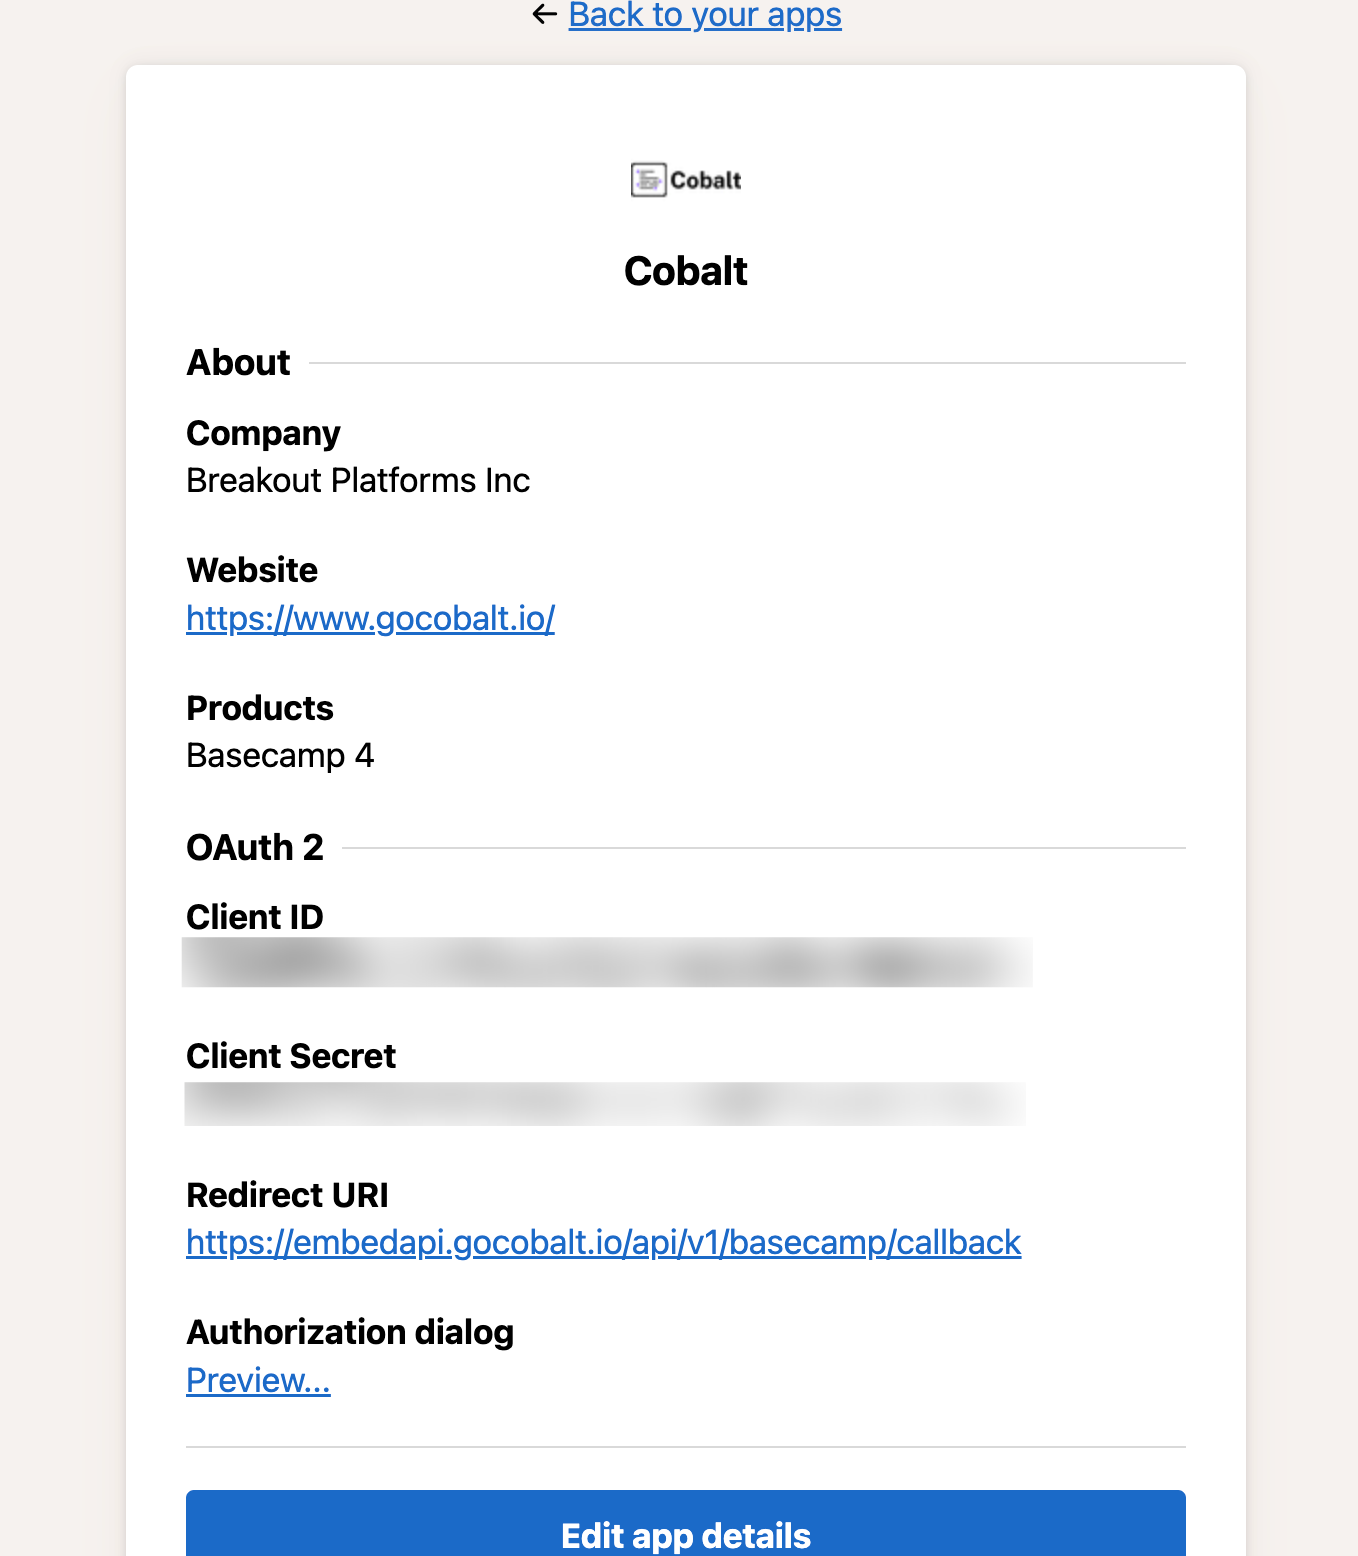 ← Back to your apps
Cobalt
Cobalt
About
Company
Breakout Platforms Inc
Website
https://www.gocobalt.io/
Products
Basecamp 4
OAuth 2
Client ID
Client Secret
Redirect URI
https://embedapi.gocobalt.io/api/v1/basecamp/callback
Authorization dialog
Preview...
Edit app details